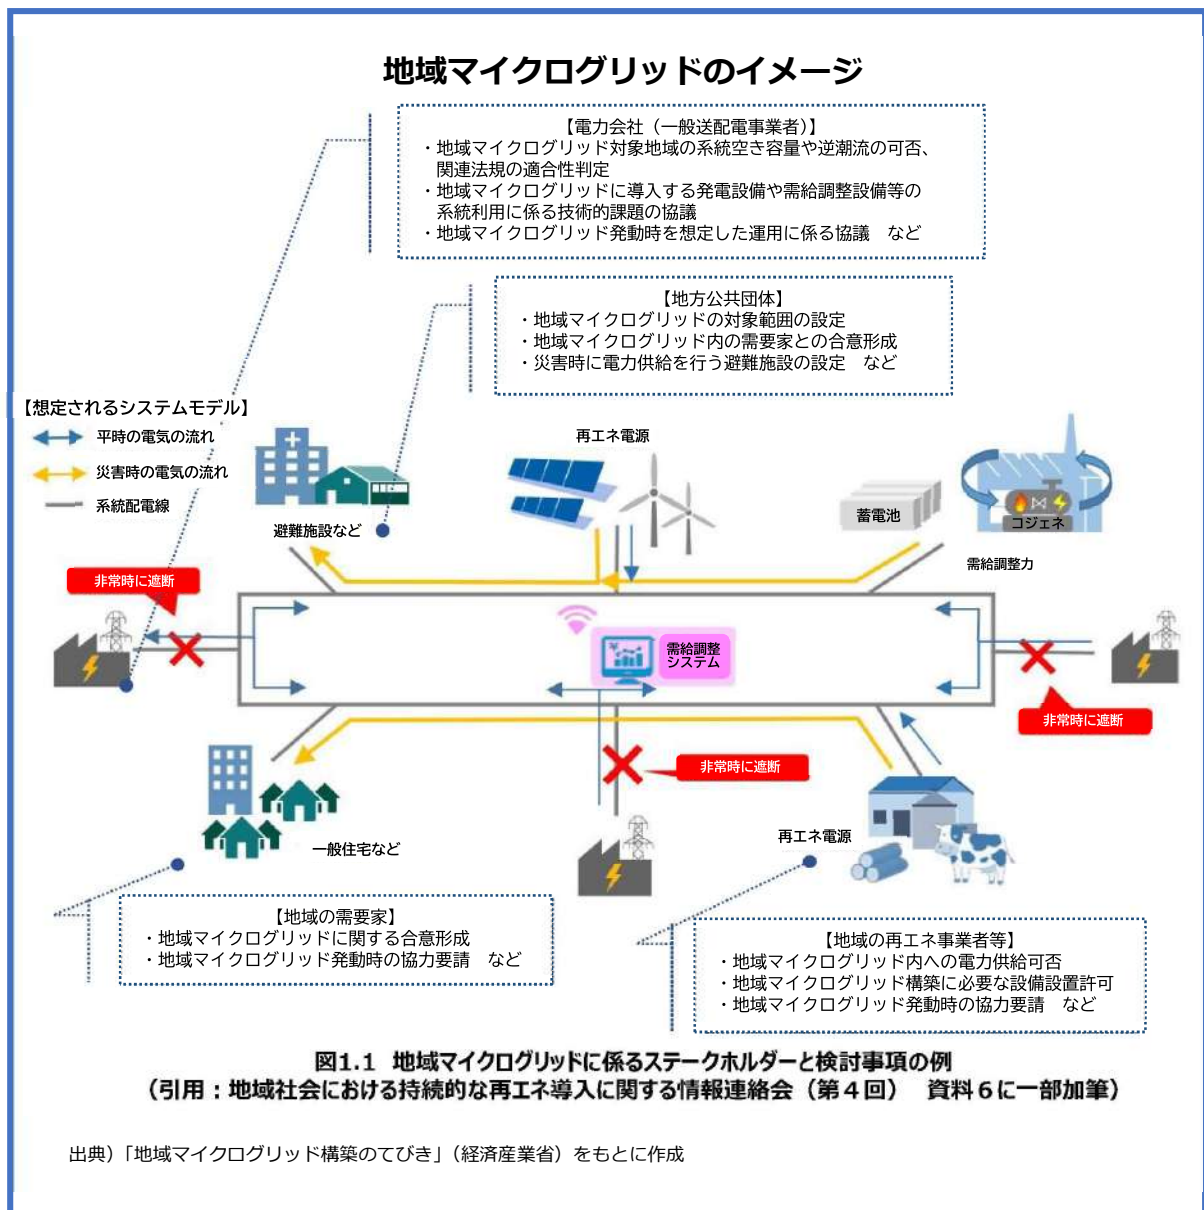 地域マイクログリッドのイメージ
【電力会社（一般送配電事業者）】
・地域マイクログリッド対象地域の系統空き容量や逆潮流の可否、
関連法規の適合性判定
・地域マイクログリッドに導入する発電設備や需給調整設備等の
系統利用に係る技術的課題の協議
・地域マイクログリッド発動時を想定した運用に係る協議　など
【地方公共団体】
・地域マイクログリッドの対象範囲の設定
・地域マイクログリッド内の需要家との合意形成
・災害時に電力供給を行う避難施設の設定　など
【想定されるシステムモデル】
平時の電気の流れ
災害時の電気の流れ
系統配電線
避難施設など
再エネ電源
蓄電池
コジェネ
需給調整力
非常時に遮断
需給調整
システム
非常時に遮断
非常時に遮断
一般住宅など
再エネ電源
【地域の需要家】
・地域マイクログリッドに関する合意形成
・地域マイクログリッド発動時の協力要請　など
【地域の再エネ事業者等】
・地域マイクログリッド内への電力供給可否
・地域マイクログリッド構築に必要な設備設置許可
・地域マイクログリッド発動時の協力要請　など
図1.1 地域マイクログリッドに係るステークホルダーと検討事項の例
（引用：地域社会における持続的な再エネ導入に関する情報連絡会（第４回）　資料６に一部加筆）
出典）「地域マイクログリッド構築のてびき」（経済産業省）をもとに作成